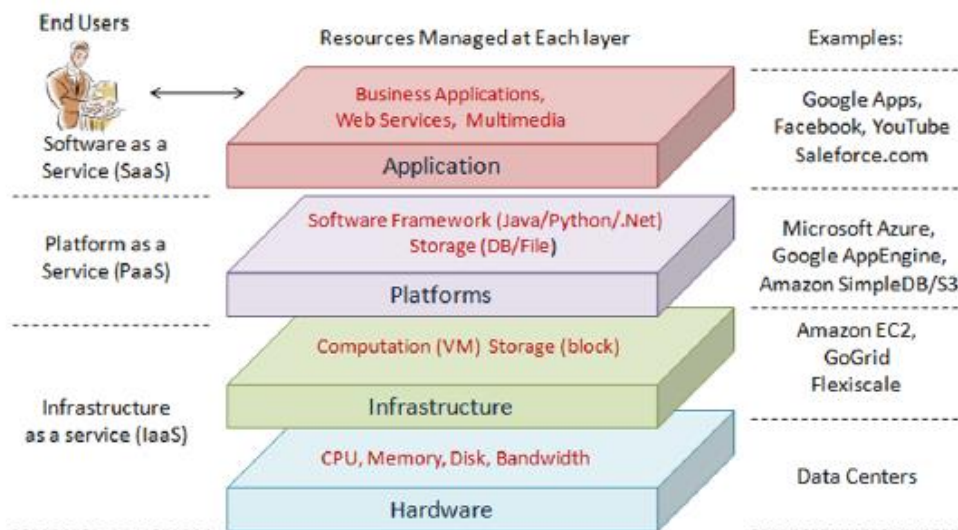 End Users
Resources Managed at Each layer
Examples:
Business Applications,
Web Services, Multimedia
Application
Software as a
Service (SaaS)
Google Apps,
Facebook, YouTube
Saleforce.com
Software Framework (Java/Python/.Net)
Storage (DB/File)
Platforms
Platform as a
Service (PaaS)
Microsoft Azure,
Google AppEngine,
Amazon SimpleDB/S3
Computation (VM) Storage (block)
Infrastructure
Amazon EC2,
GoGrid
Flexiscale
Infrastructure
as a service (IaaS)
CPU, Memory, Disk, Bandwidth
Hardware
Data Centers